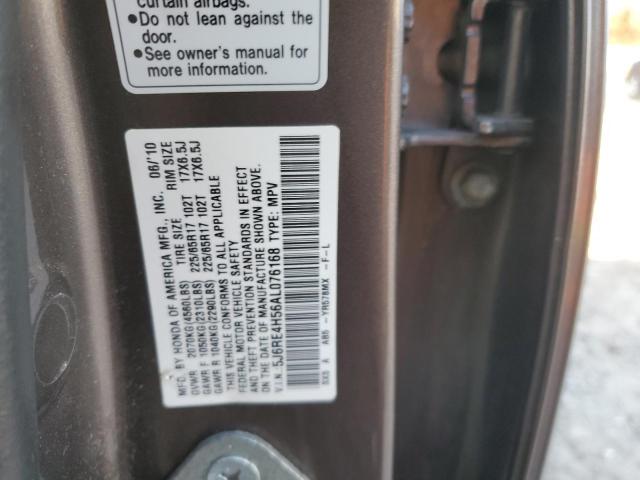 curtain airbags.
•Do not lean against the
door.
•See owner's manual for
more information.
MFD. BY HONDA OF AMERICA MFG., INC. 06/'10
GVWR 2070KG(4560LBS) TIRE SIZE RIM SIZE
GAWR F 1050KG(2310LBS) 225/65R17 102T 17X6.5J
GAWR R 1040KG(2290LBS) 225/65R17 102T 17X6.5J
THIS VEHICLE CONFORMS TO ALL APPLICABLE
FEDERAL MOTOR VEHICLE SAFETY
AND THEFT PREVENTION STANDARDS IN EFFECT
ON THE DATE OF MANUFACTURE SHOWN ABOVE.
V.I.N.: 5J6RE4H56AL076168 TYPE: MPV
SXS A ABS -YR578MX -F-L